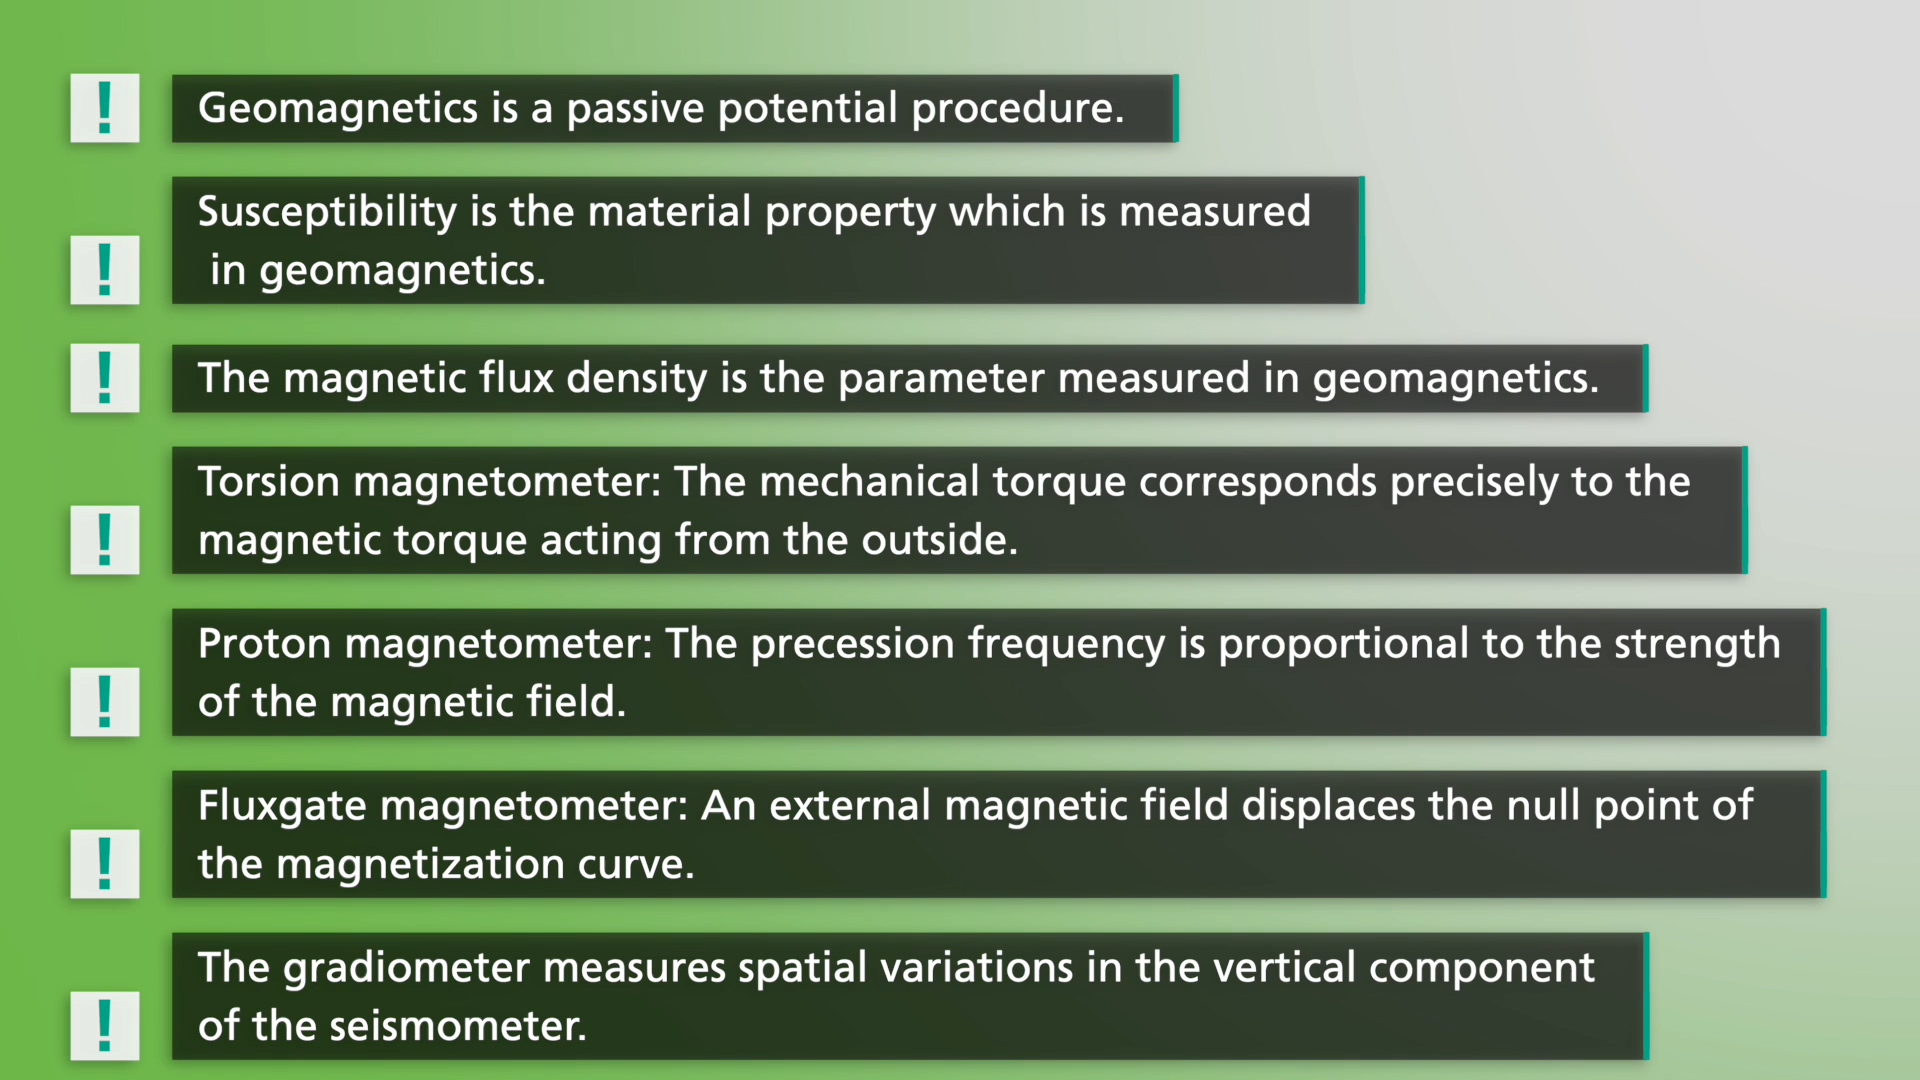 ! Geomagnetics is a passive potential procedure.
Susceptibility is the material property which is measured
! in geomagnetics.
! The magnetic flux density is the parameter measured in geomagnetics.
Torsion magnetometer: The mechanical torque corresponds precisely to the
! magnetic torque acting from the outside.
Proton magnetometer: The precession frequency is proportional to the strength
! of the magnetic field.
Fluxgate magnetometer: An external magnetic field displaces the null point of
! the magnetization curve.
The gradiometer measures spatial variations in the vertical component
! of the seismometer.